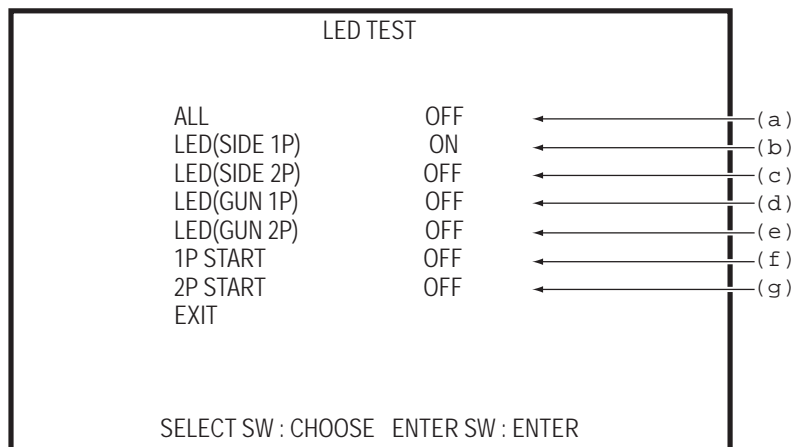 LED TEST
ALL OFF (a)
LED(SIDE 1P) ON (b)
LED(SIDE 2P) OFF (c)
LED(GUN 1P) OFF (d)
LED(GUN 2P) OFF (e)
1P START OFF (f)
2P START OFF (g)
EXIT
SELECT SW : CHOOSE ENTER SW : ENTER